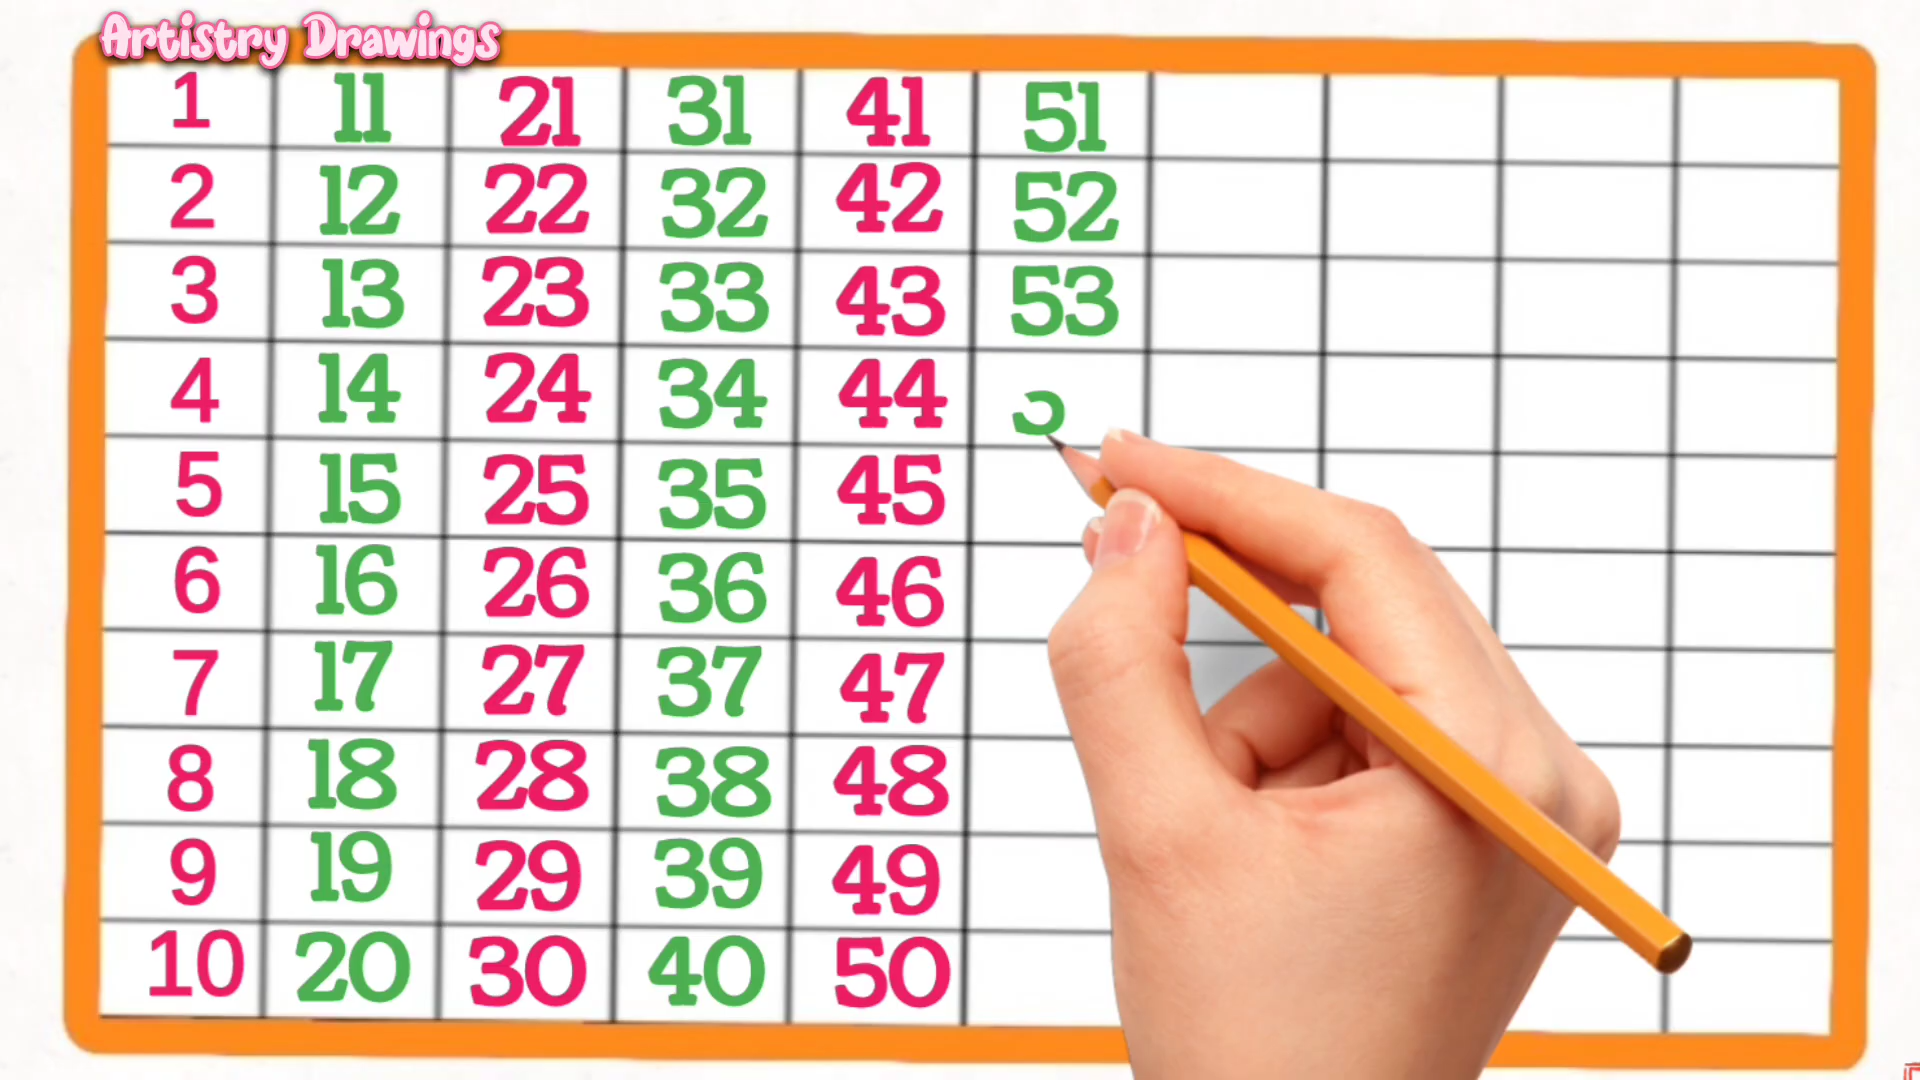 Artistry Drawings
1 11 21 31 41 51
2 12 22 32 42 52
3 13 23 33 43 53
4 14 24 34 44
5 15 25 35 45
6 16 26 36 46
7 17 27 37 47
8 18 28 38 48
9 19 29 39 49
10 20 30 40 50